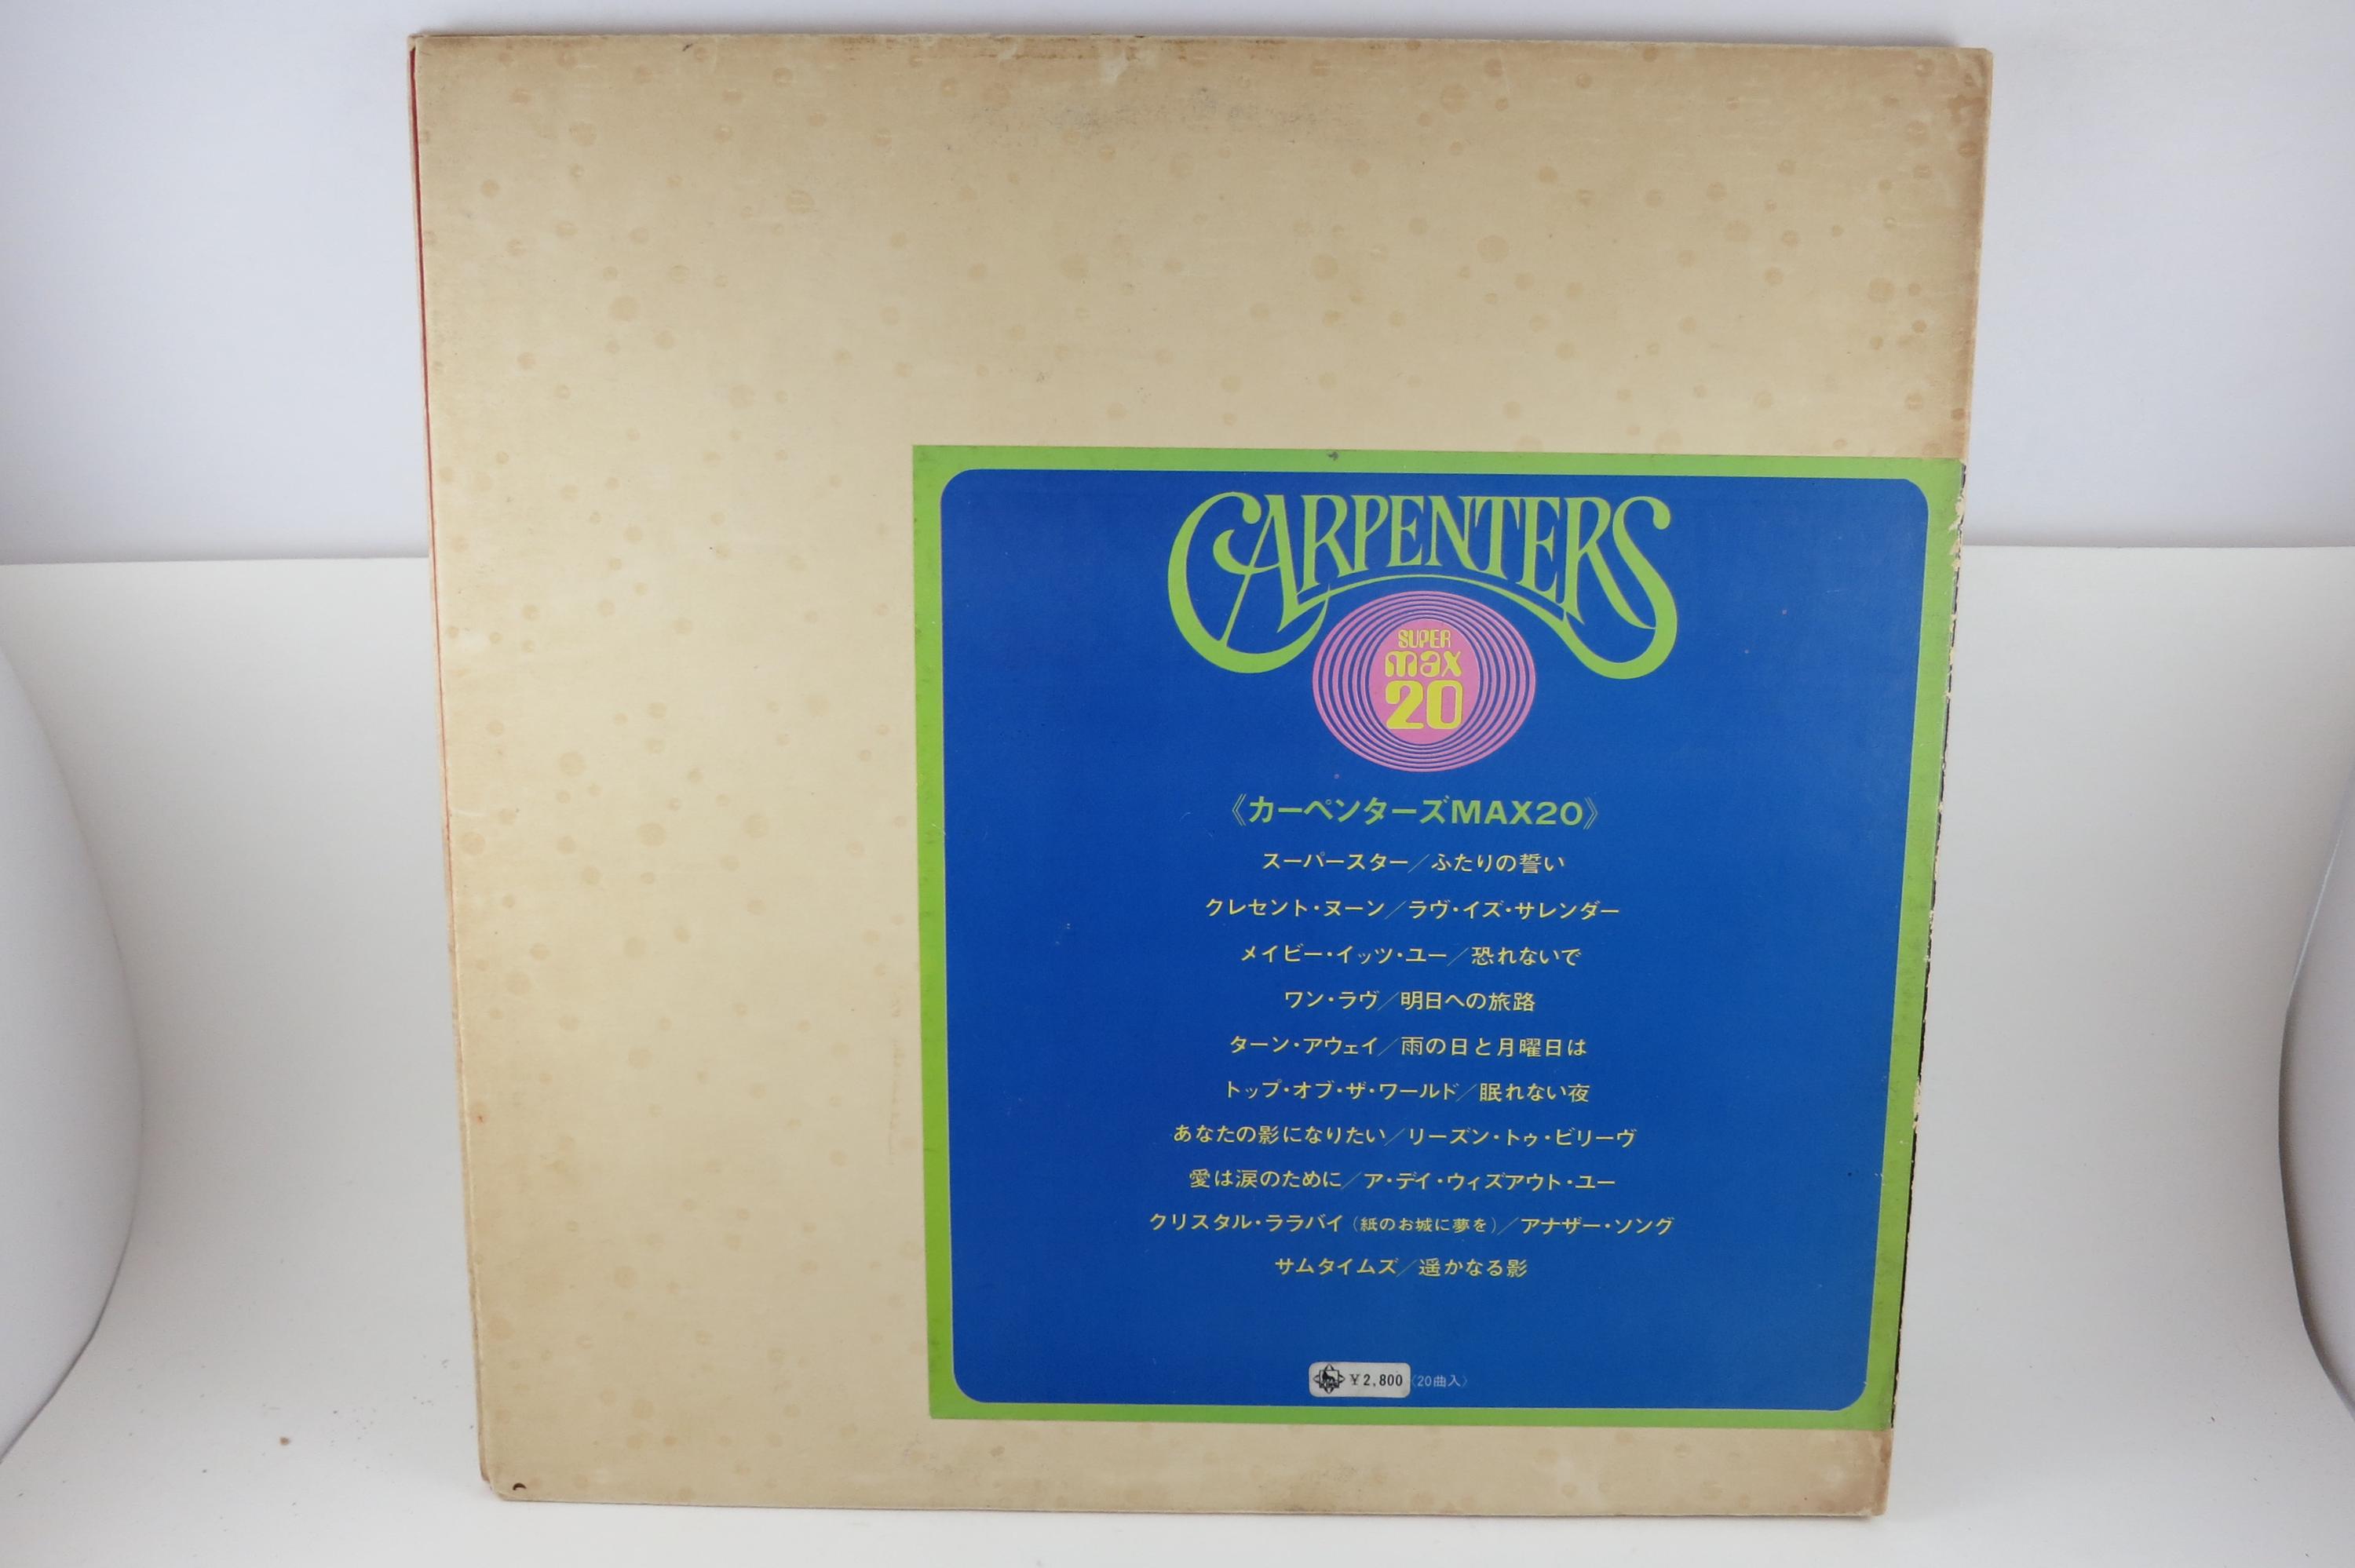 CARPENTERS
SUPER
max
20
《カーペンターズMAX20》
スーパースター／ふたりの誓い
クレセント・ヌーン／ラヴ・イズ・サレンダー
メイビー・イッツ・ユー／恐れないで
ワン・ラヴ／明日への旅路
ターン・アウェイ／雨の日と月曜日は
トップ・オブ・ザ・ワールド／眠れない夜
あなたの影になりたい／リーズン・トゥ・ビリーヴ
愛は涙のために／ア・デイ・ウィズアウト・ユー
クリスタル・ララバイ（紙のお城に夢を）／アナザー・ソング
サムタイムズ／遥かなる影
￥2,800（20曲入）